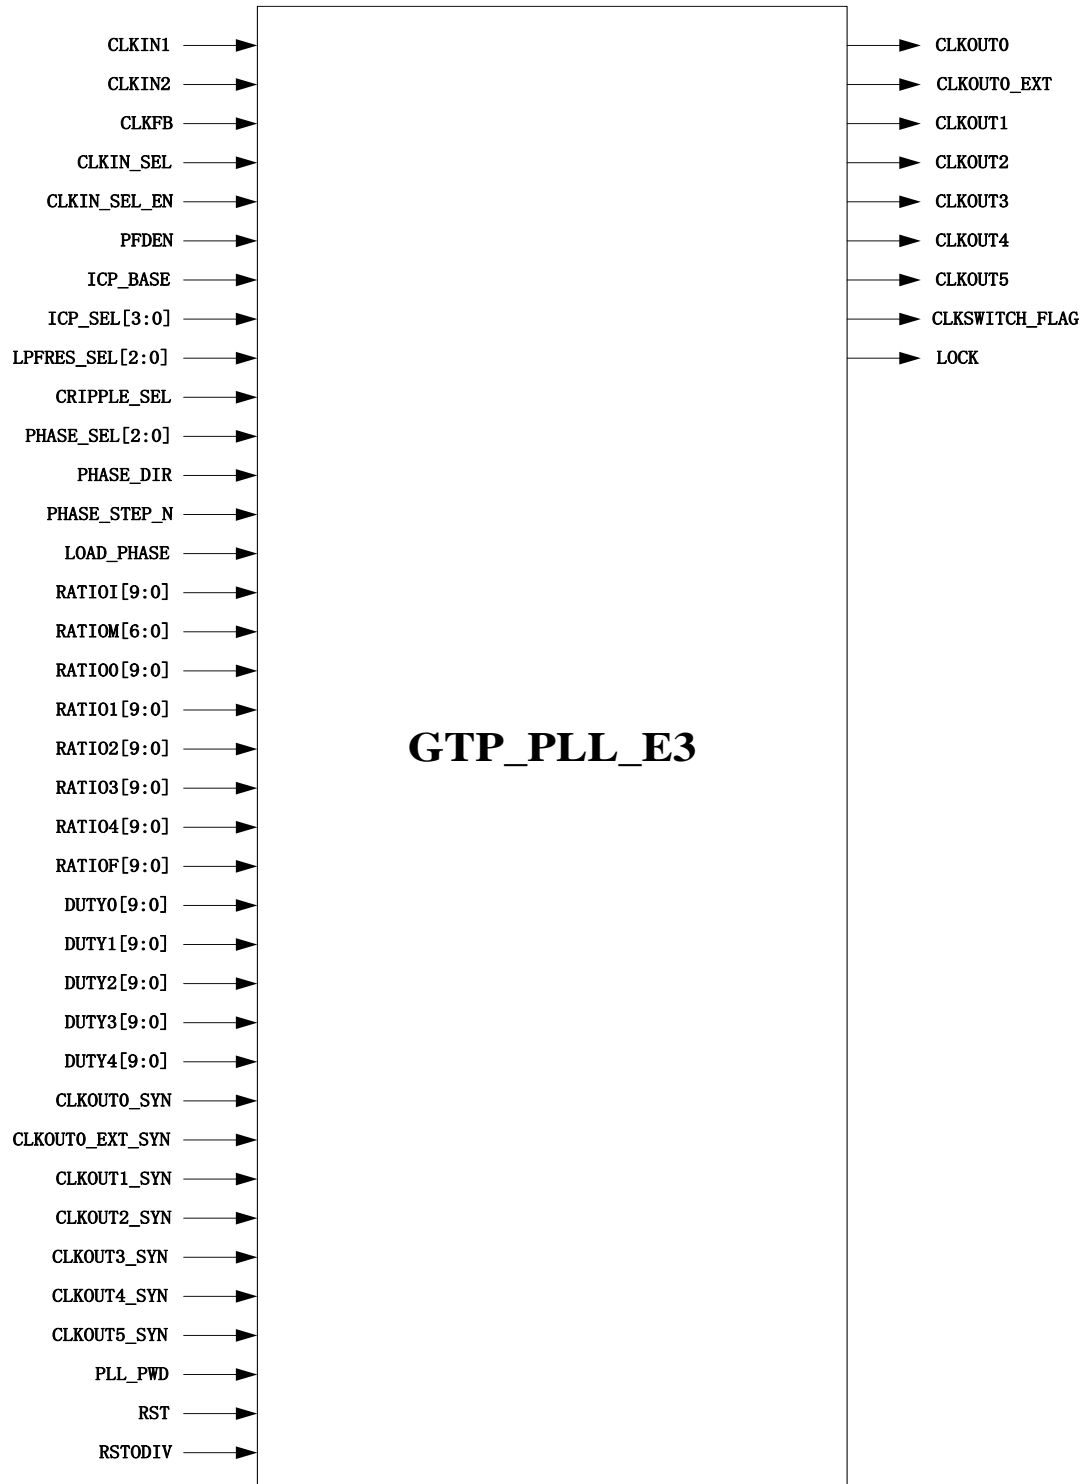 CLKIN1
CLKOUT0
CLKIN2
CLKOUT0_EXT
CLKFB
CLKOUT1
CLKIN_SEL
CLKOUT2
CLKIN_SEL_EN
CLKOUT3
PFDEN
CLKOUT4
ICP_BASE
CLKOUT5
ICP_SEL[3:0]
CLKSWITCH_FLAG
LPFRES_SEL[2:0]
LOCK
CRIPPLE_SEL
PHASE_SEL[2:0]
PHASE_DIR
PHASE_STEP_N
LOAD_PHASE
RATIOI[9:0]
RATIOM[6:0]
RATIO0[9:0]
RATIO1[9:0]
GTP_PLL_E3
RATIO2[9:0]
RATIO3[9:0]
RATIO4[9:0]
RATIOF[9:0]
DUTY0[9:0]
DUTY1[9:0]
DUTY2[9:0]
DUTY3[9:0]
DUTY4[9:0]
CLKOUT0_SYN
CLKOUT0_EXT_SYN
CLKOUT1_SYN
CLKOUT2_SYN
CLKOUT3_SYN
CLKOUT4_SYN
CLKOUT5_SYN
PLL_PWD
RST
RSTODIV